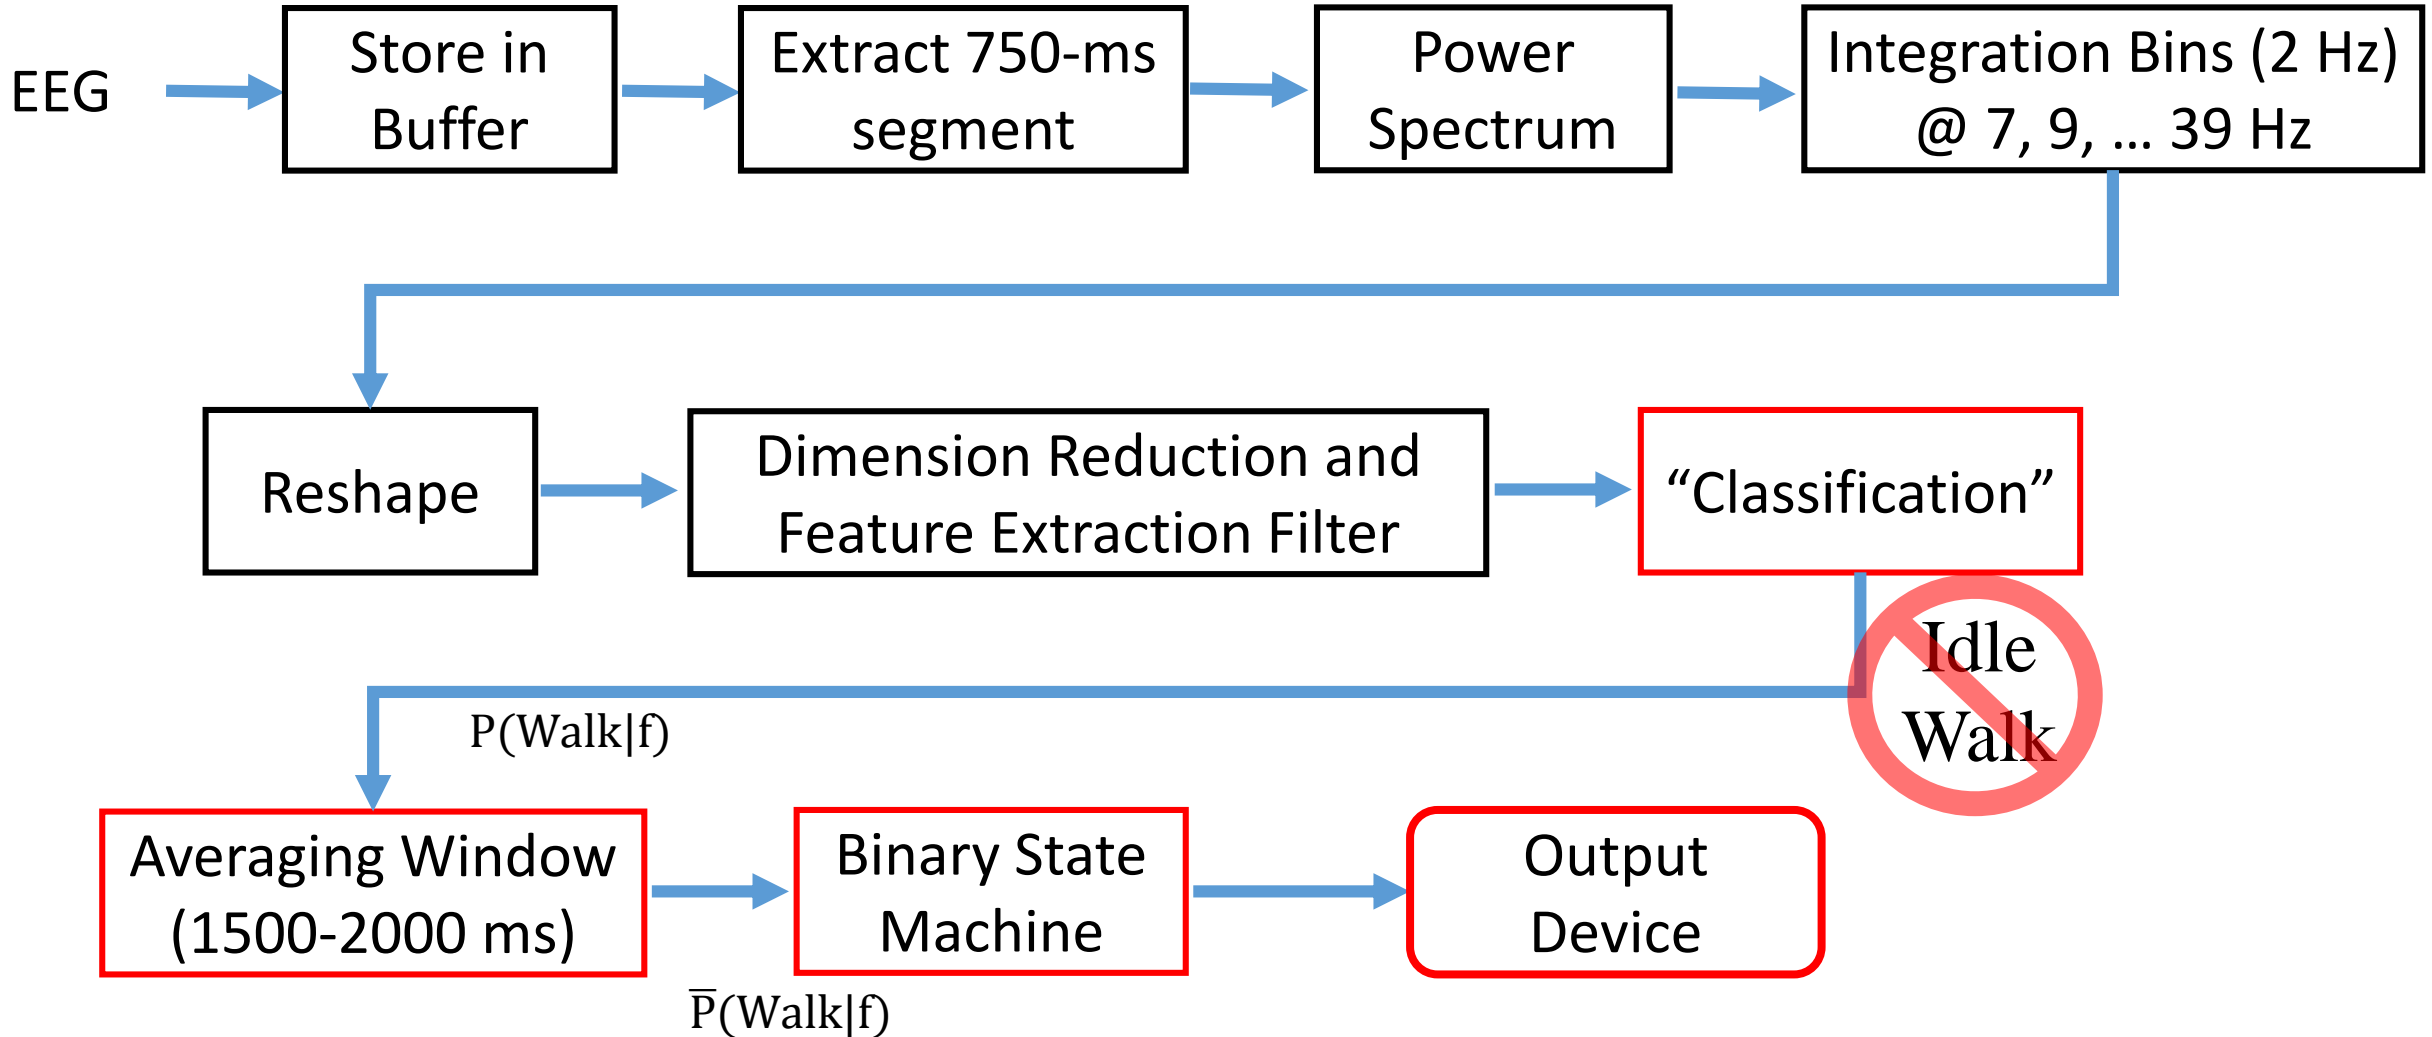 EEG
Store in
Buffer
Extract 750-ms
segment
Power
Spectrum
Integration Bins (2 Hz)
@ 7, 9, ... 39 Hz
Reshape
Dimension Reduction and
Feature Extraction Filter
“Classification”
Idle
Walk
P(Walk|f)
Averaging Window
(1500-2000 ms)
P̅(Walk|f)
Binary State
Machine
Output
Device